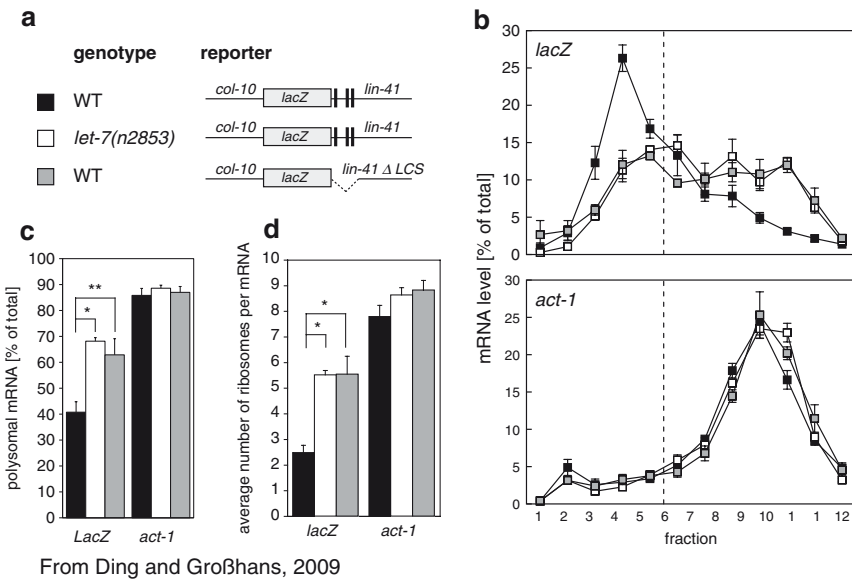 a
genotype reporter
WT
col-10 lacZ lin-41
let-7(n2853)
col-10 lacZ lin-41
WT
col-10 lacZ lin-41 Δ LCS
b
lacZ
30
25
20
15
10
5
0
act-1
30
25
20
15
10
5
0
mRNA level [% of total]
1 2 3 4 5 6 7 8 9 10 1 1 12
fraction
c
polysomal mRNA [% of total]
100
90
80
70
60
50
40
30
20
10
0
**
*
LacZ act-1
d
average number of ribosomes per mRNA
10
9
8
7
6
5
4
3
2
1
0
*
*
lacZ act-1
From Ding and Großhans, 2009